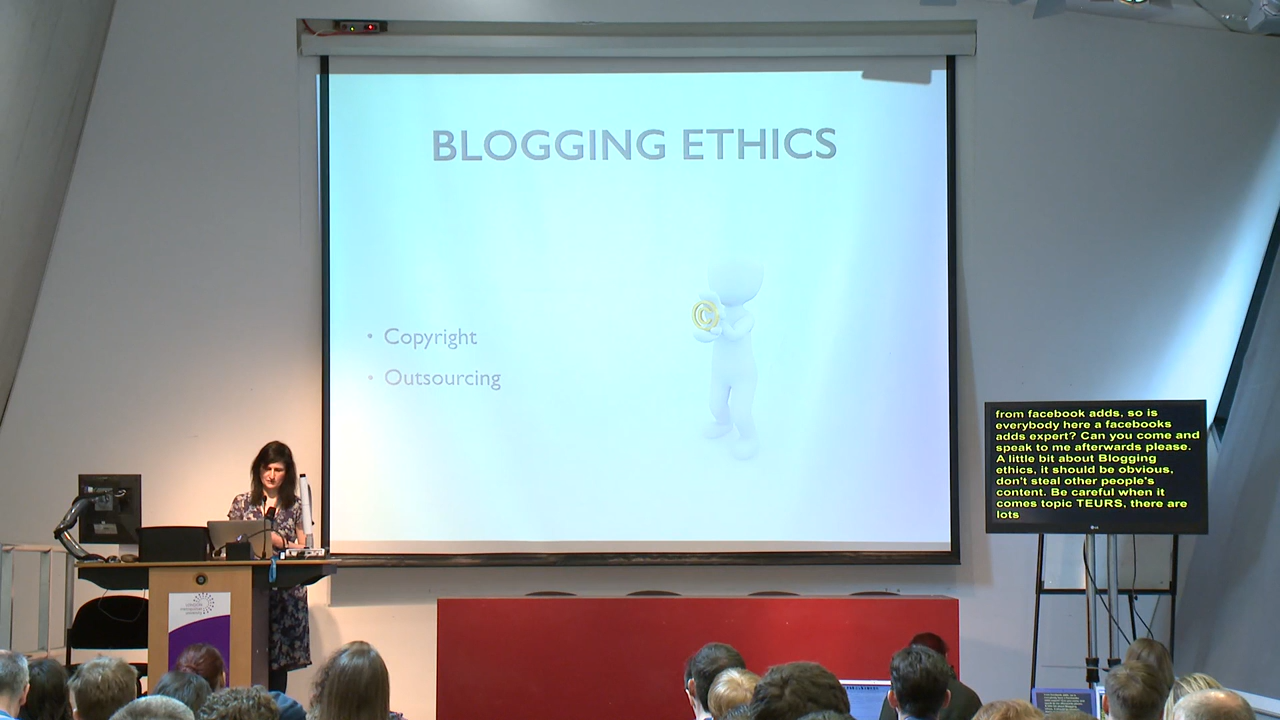 BLOGGING ETHICS
• Copyright
• Outsourcing
©
from facebook adds, so is
everybody here a facebooks
adds expert? Can you come and
speak to me afterwards please.
A little bit about Blogging
ethics, it should be obvious,
don't steal other people's
content. Be careful when it
comes topic TEURS, there are
lots
LG